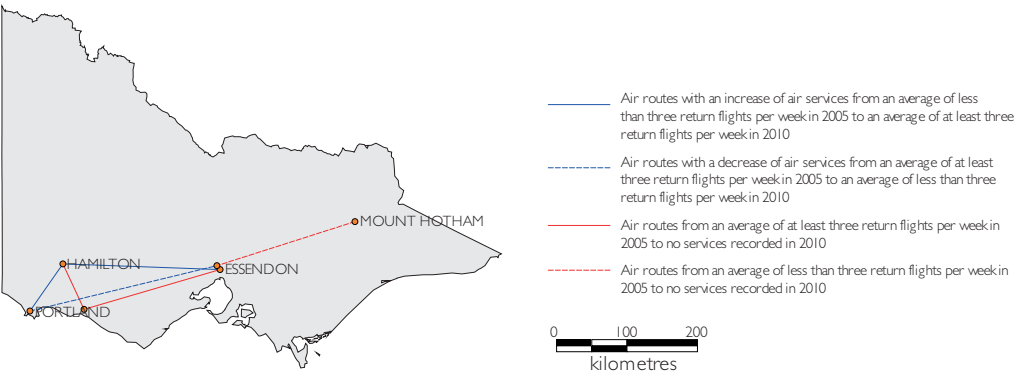 MOUNT HOTHAM
HAMILTON
ESSENDON
PORTLAND
Air routes with an increase of air services from an average of less
than three return flights per week in 2005 to an average of at least three
return flights per week in 2010
Air routes with a decrease of air services from an average of at least
three return flights per week in 2005 to an average of less than three
return flights per week in 2010
Air routes from an average of at least three return flights per week in
2005 to no services recorded in 2010
Air routes from an average of less than three return flights per week in
2005 to no services recorded in 2010
0 100 200
kilometres